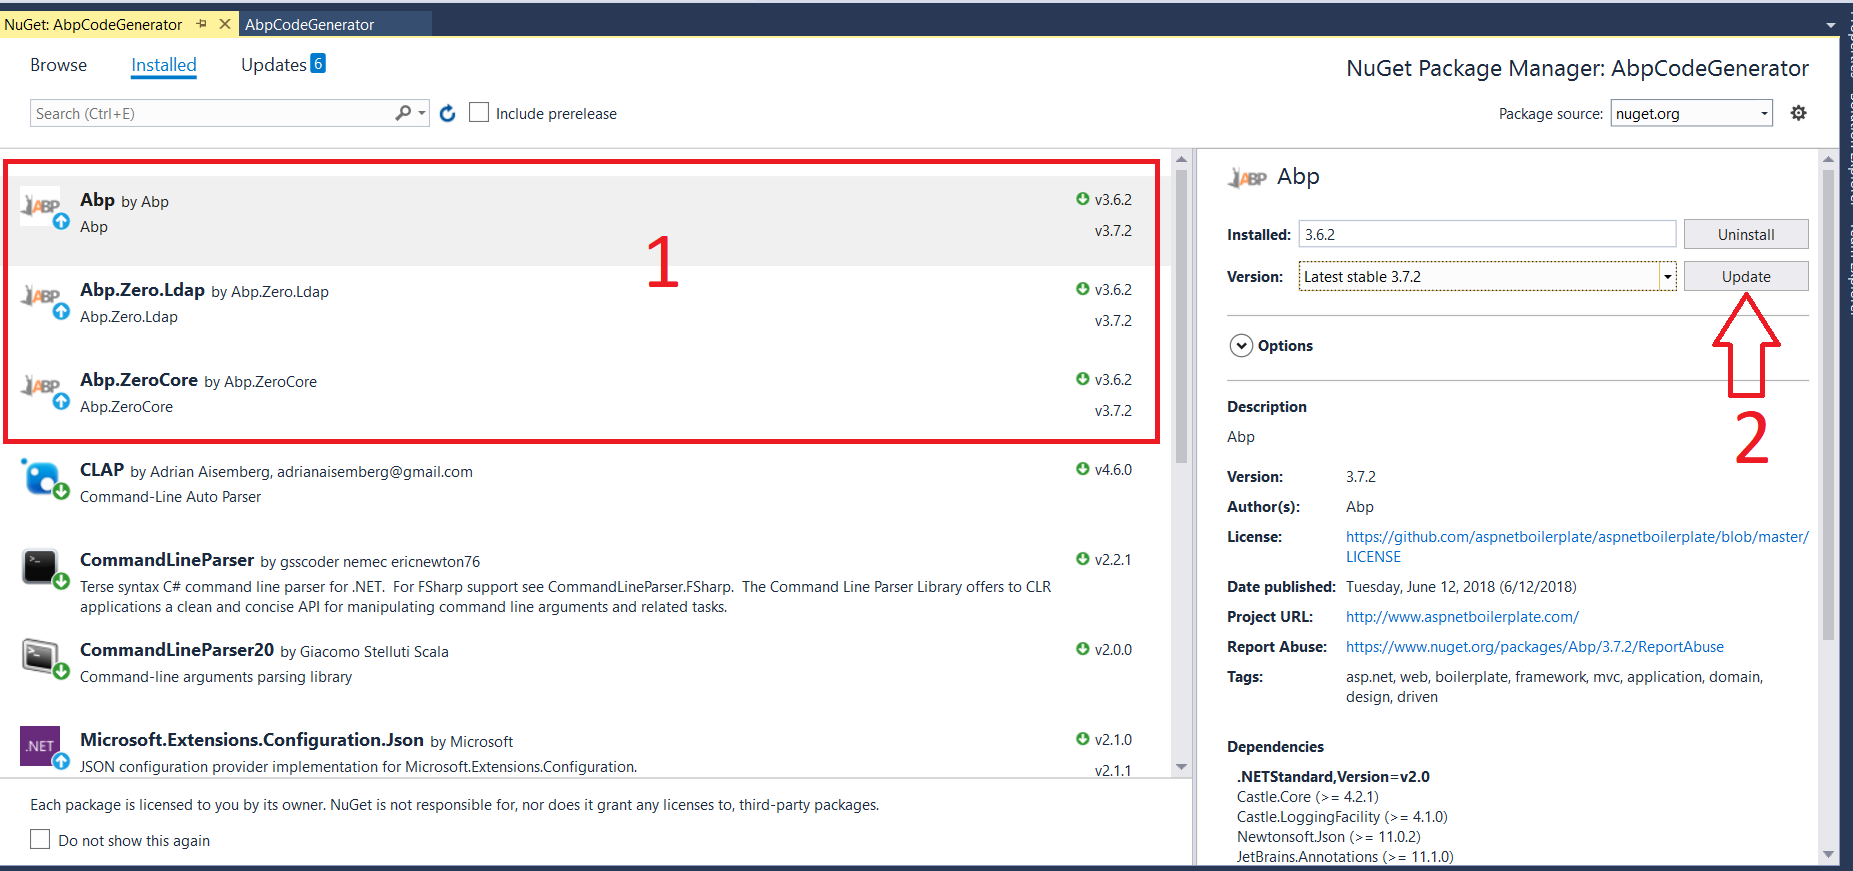 NuGet: AbpCodeGenerator
AbpCodeGenerator
Browse
Installed
Updates 6
NuGet Package Manager: AbpCodeGenerator
Search (Ctrl+E)
Include prerelease
Package source: nuget.org
ABP
Abp by Abp
v3.6.2
Abp
v3.7.2
1
ABP
Abp.Zero.Ldap by Abp.Zero.Ldap
v3.6.2
Abp.Zero.Ldap
v3.7.2
ABP
Abp.ZeroCore by Abp.ZeroCore
v3.6.2
Abp.ZeroCore
v3.7.2
CLAP by Adrian Aisemberg, adrianaisemberg@gmail.com
v4.6.0
Command-Line Auto Parser
CommandLineParser by gsscoder nemec ericnewton76
v2.2.1
Terse syntax C# command line parser for .NET.  For FSharp support see CommandLineParser.FSharp.  The Command Line Parser Library offers to CLR
applications a clean and concise API for manipulating command line arguments and related tasks.
CommandLineParser20 by Giacomo Stelluti Scala
v2.0.0
Command-line arguments parsing library
.NET
Microsoft.Extensions.Configuration.Json by Microsoft
v2.1.0
JSON configuration provider implementation for Microsoft.Extensions.Configuration.
v2.1.1
Each package is licensed to you by its owner. NuGet is not responsible for, nor does it grant any licenses to, third-party packages.
Do not show this again
ABP Abp
Installed: 3.6.2
Uninstall
Version: Latest stable 3.7.2
Update
Options
2
Description
Abp
Version: 3.7.2
Author(s): Abp
License: https://github.com/aspnetboilerplate/aspnetboilerplate/blob/master/
LICENSE
Date published: Tuesday, June 12, 2018 (6/12/2018)
Project URL: http://www.aspnetboilerplate.com/
Report Abuse: https://www.nuget.org/packages/Abp/3.7.2/ReportAbuse
Tags: asp.net, web, boilerplate, framework, mvc, application, domain,
design, driven
Dependencies
.NETStandard,Version=v2.0
Castle.Core (>= 4.2.1)
Castle.LoggingFacility (>= 4.1.0)
Newtonsoft.Json (>= 11.0.2)
JetBrains.Annotations (>= 11.1.0)